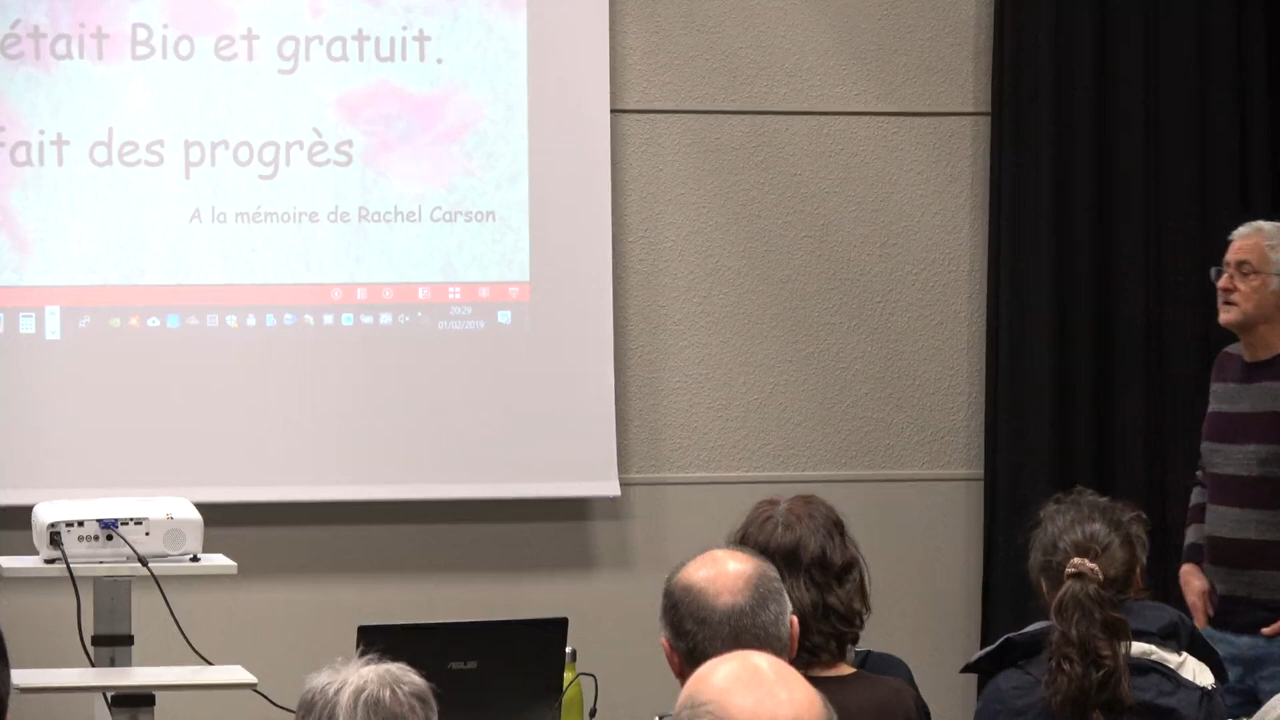 était Bio et gratuit.
fait des progrès
A la mémoire de Rachel Carson
20:29
01/02/2019
ASUS